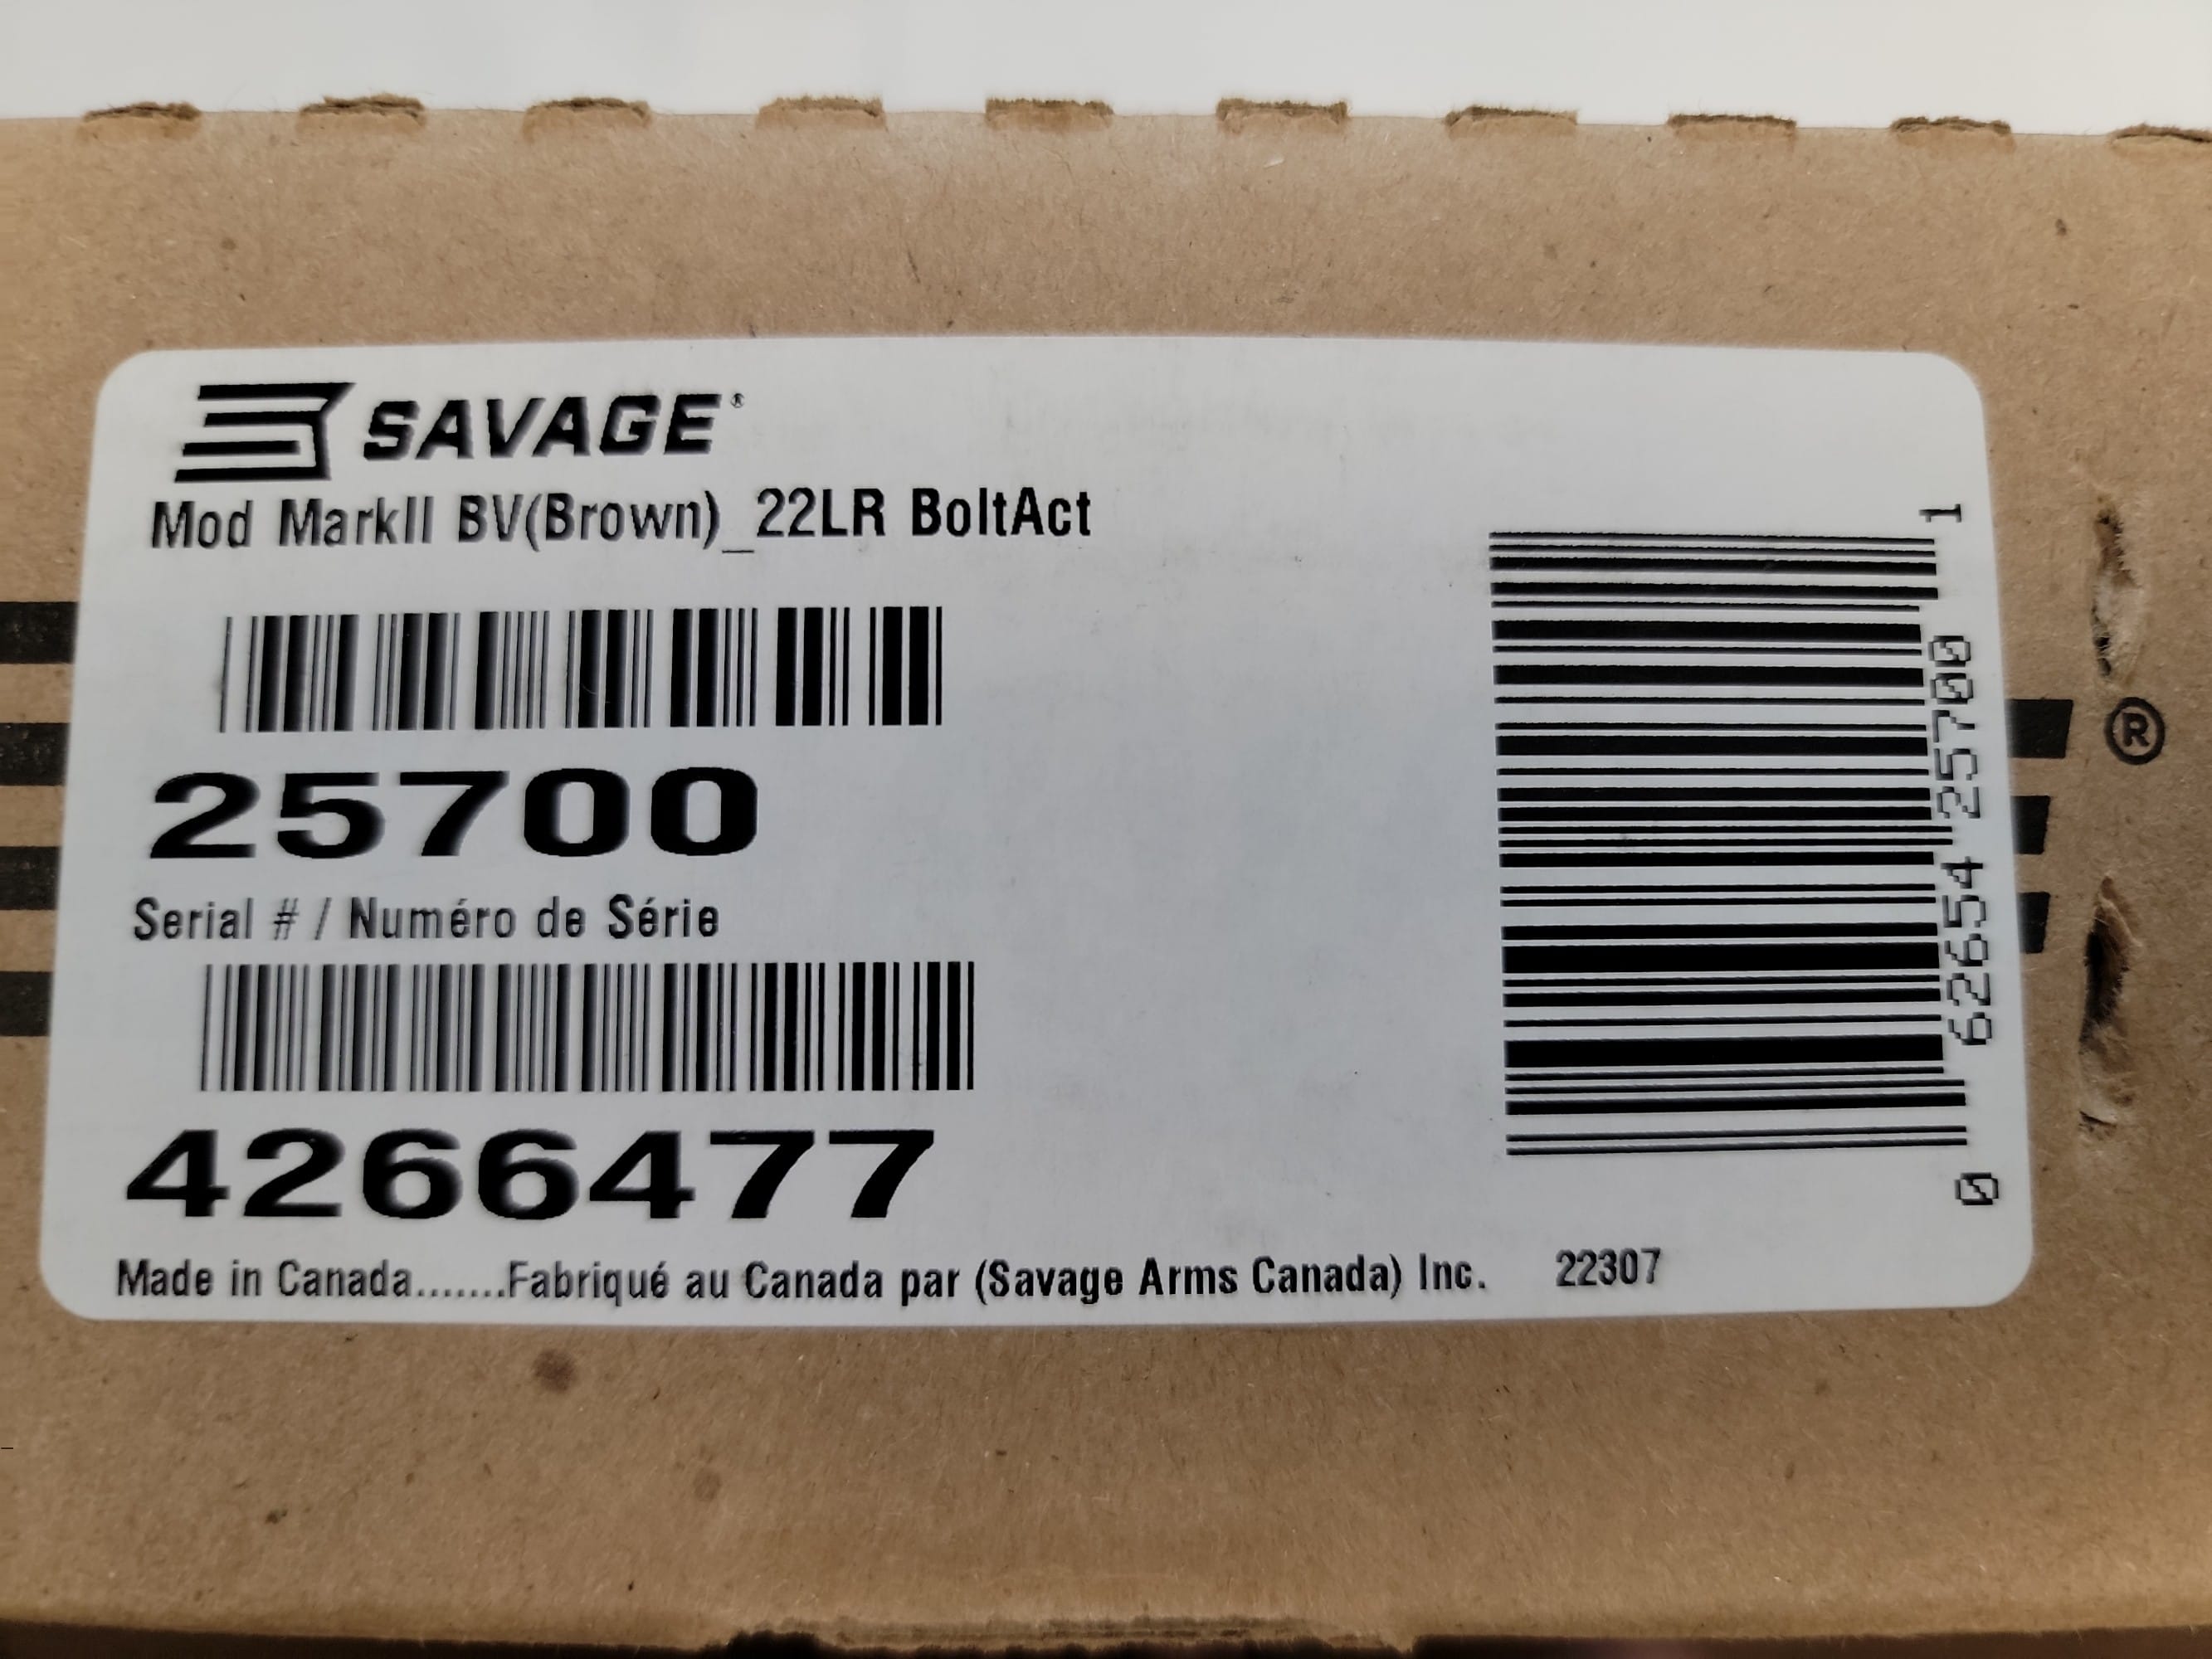 SAVAGE®
Mod MarkII BV(Brown)_22LR BoltAct
25700
Serial # / Numéro de Série
4266477
Made in Canada.......Fabriqué au Canada par (Savage Arms Canada) Inc. 22307
0 62654 25700 1
®